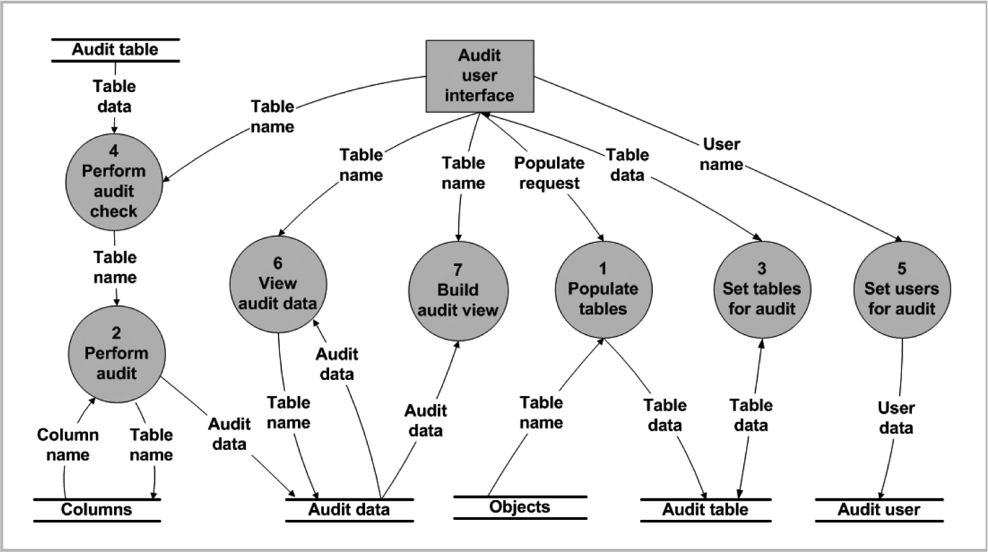 Audit table
Audit
user
interface
Table
data
Table
name
User
name
Table
name
Table
name
Populate
request
Table
data
4
Perform
audit
check
Table
name
6
View
audit data
7
Build
audit view
1
Populate
tables
3
Set tables
for audit
5
Set users
for audit
2
Perform
audit
Audit
data
Column
name
Table
name
Audit
data
Table
name
Audit
data
Table
name
Table
data
Table
data
User
data
Columns
Audit data
Objects
Audit table
Audit user